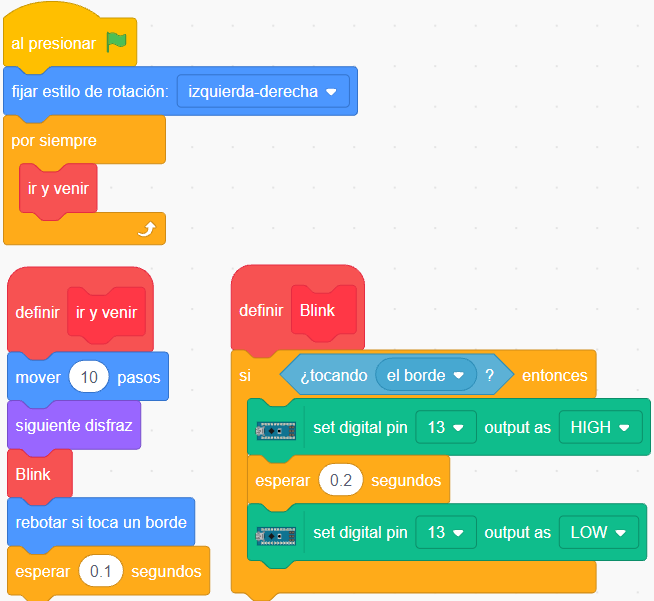 al presionar
fijar estilo de rotación: izquierda-derecha
por siempre
ir y venir
definir ir y venir
mover 10 pasos
siguiente disfraz
Blink
rebotar si toca un borde
esperar 0.1 segundos
definir Blink
si ¿tocando el borde ? entonces
set digital pin 13 output as HIGH
esperar 0.2 segundos
set digital pin 13 output as LOW